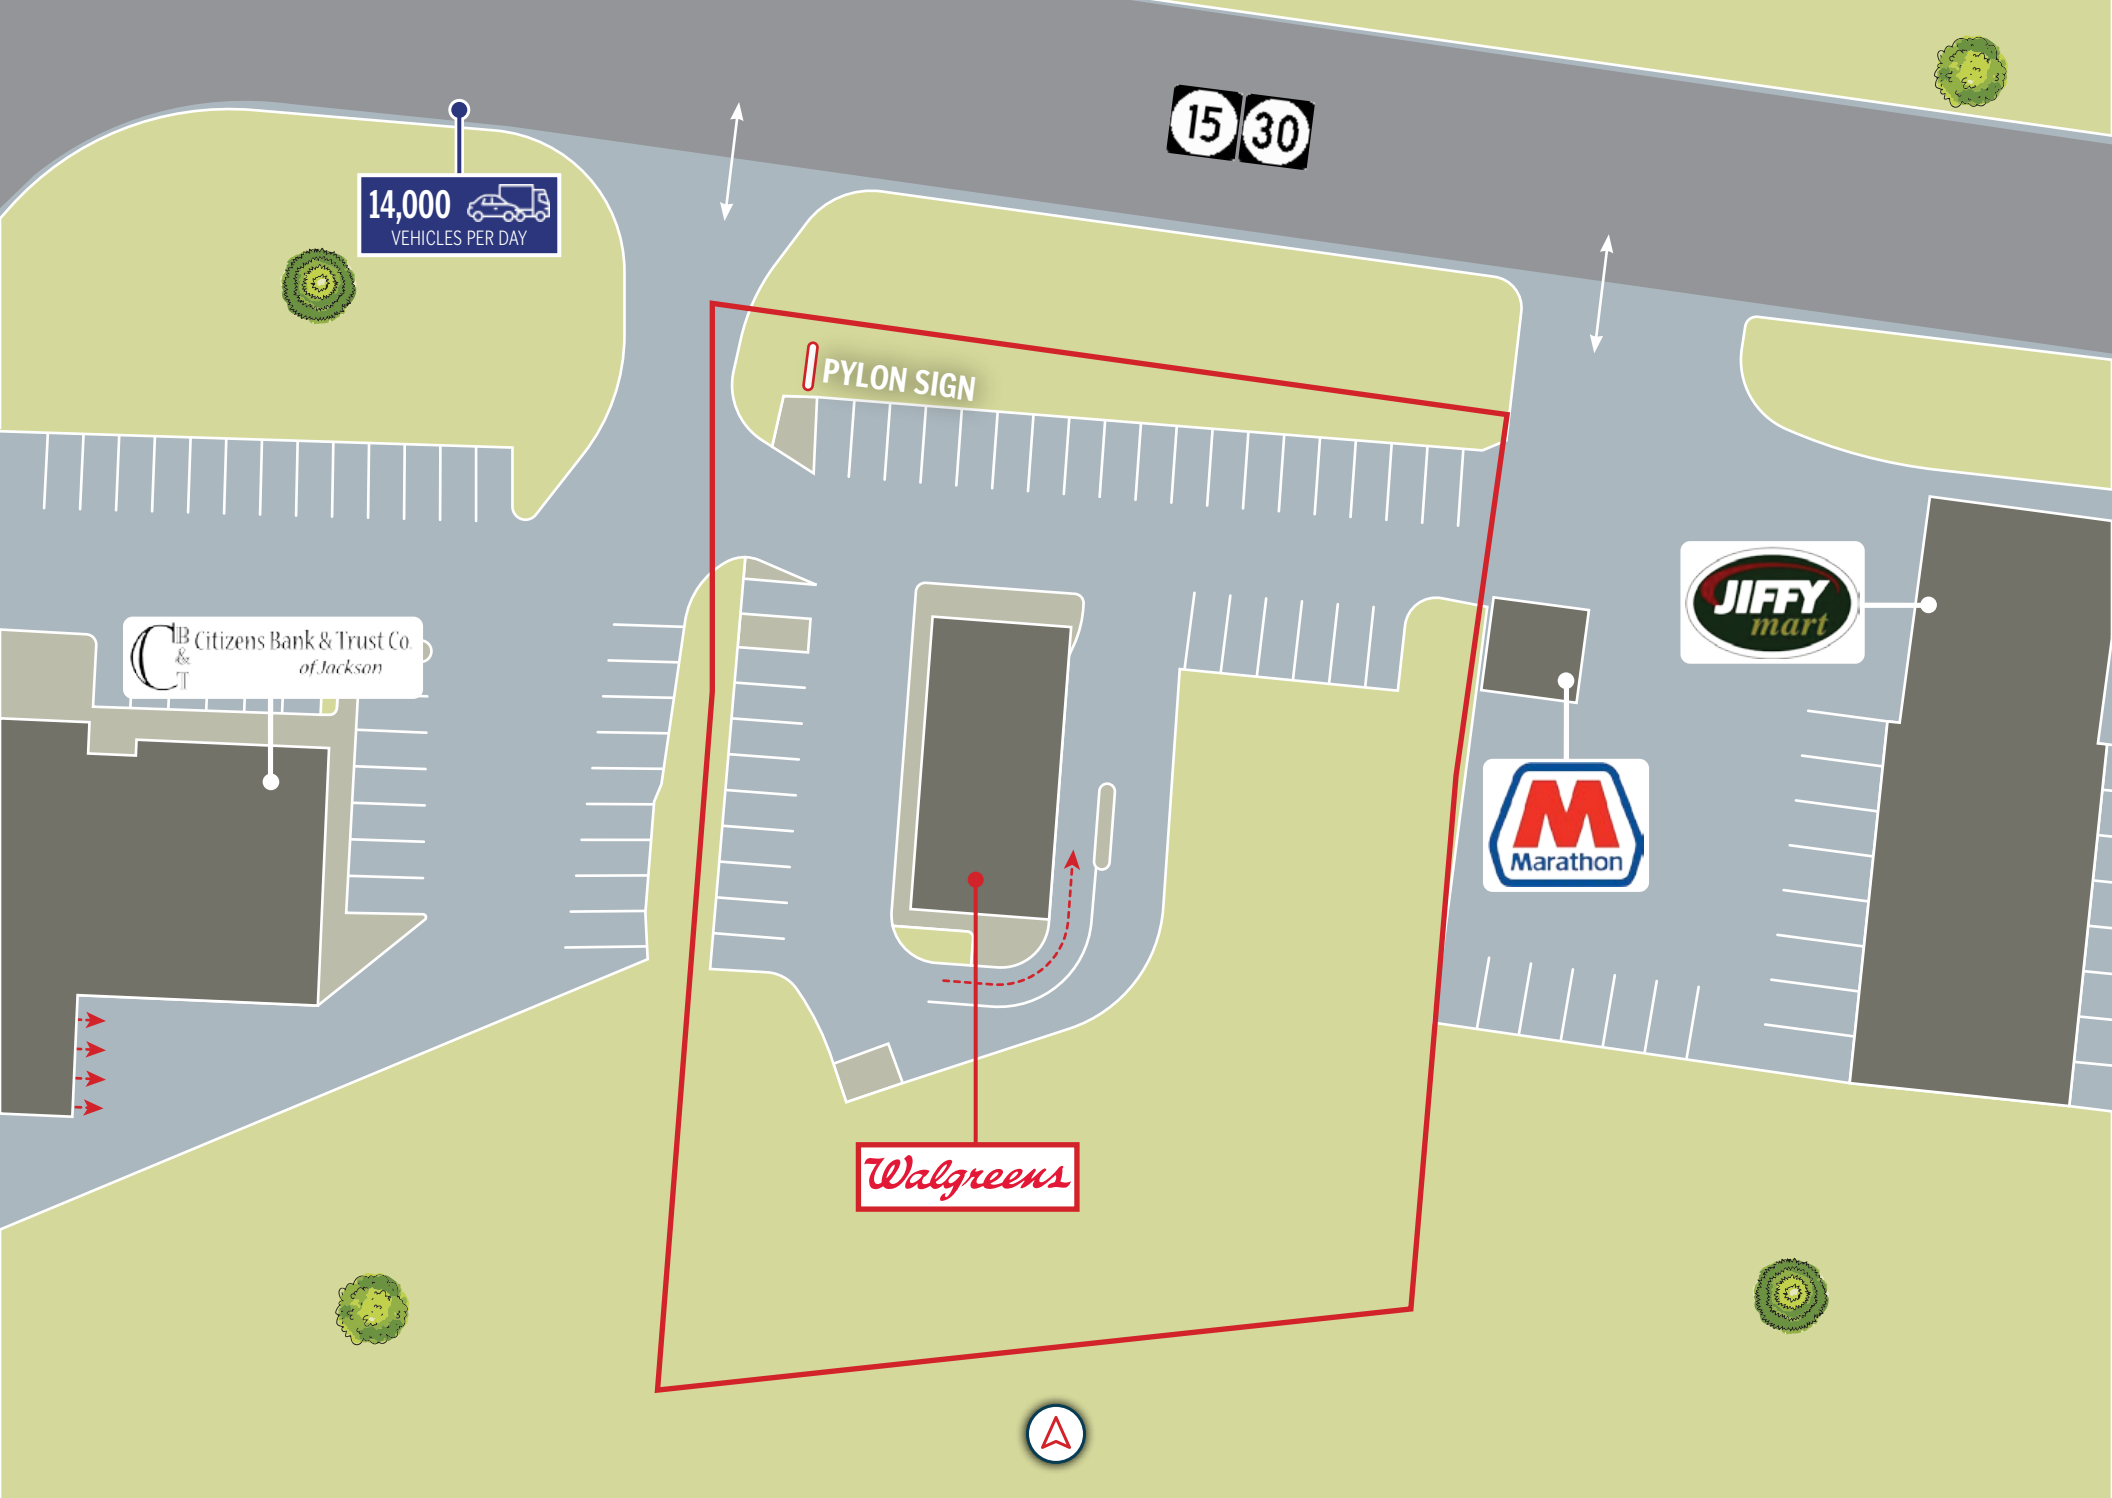 15 30
14,000
VEHICLES PER DAY
PYLON SIGN
CB&T Citizens Bank & Trust Co.
of Jackson
JIFFY
mart
M
Marathon
Walgreens